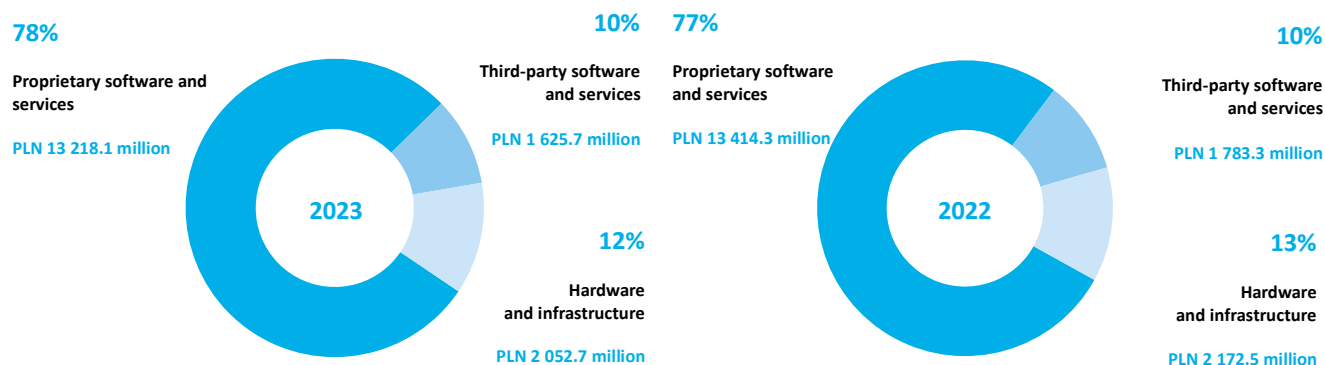 78%
Proprietary software and
services
PLN 13 218.1 million
2023
10%
Third-party software
and services
PLN 1 625.7 million
12%
Hardware
and infrastructure
PLN 2 052.7 million
77%
Proprietary software
and services
PLN 13 414.3 million
2022
10%
Third-party software
and services
PLN 1 783.3 million
13%
Hardware
and infrastructure
PLN 2 172.5 million